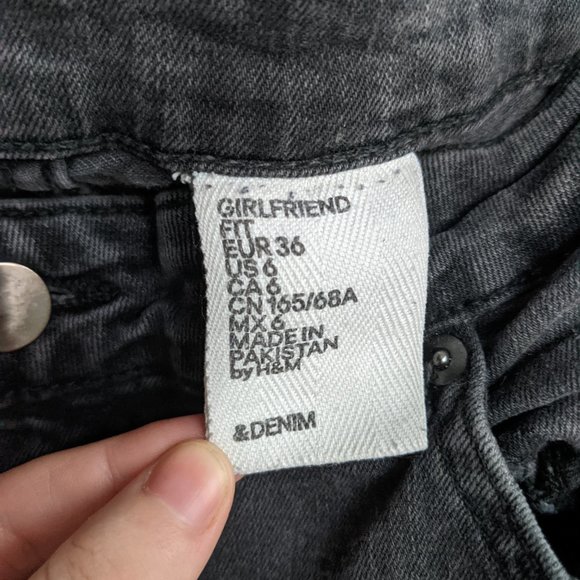 GIRLFRIEND
FIT
EUR 36
US 6
CA 6
CN 165/68A
MX 6
MADE IN
PAKISTAN
by H&M
&DENIM